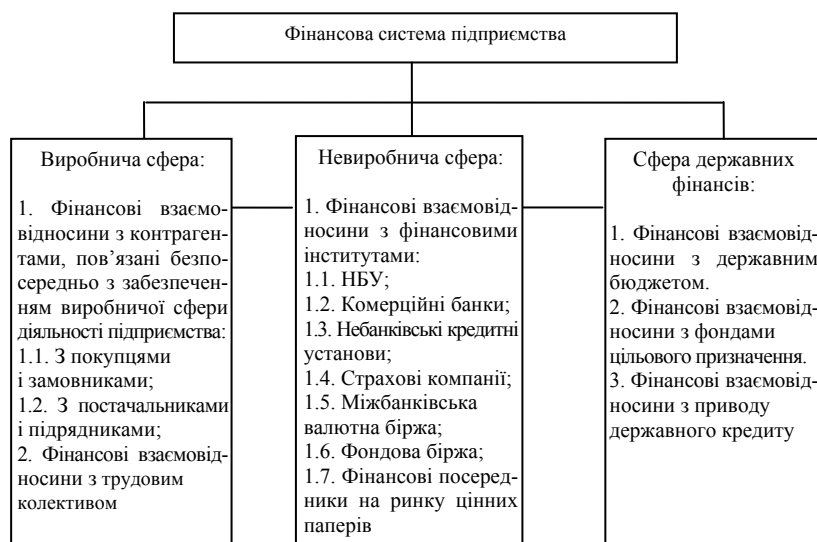 Фінансова система підприємства
Виробнича сфера:
1. Фінансові взаємо-
відносини з контраген-
тами, пов’язані безпо-
середньо з забезпечен-
ням виробничої сфери
діяльності підприємства:
1.1. З покупцями
і замовниками;
1.2. З постачальниками
і підрядниками;
2. Фінансові взаємовід-
носини з трудовим
колективом
Невиробнича сфера:
1. Фінансові взаємовід-
носини з фінансовими
інститутами:
1.1. НБУ;
1.2. Комерційні банки;
1.3. Небанківські кредитні
установи;
1.4. Страхові компанії;
1.5. Міжбанківська
валютна біржа;
1.6. Фондова біржа;
1.7. Фінансові посеред-
ники на ринку цінних
паперів
Сфера державних
фінансів:
1. Фінансові взаємовід-
носини з державним
бюджетом.
2. Фінансові взаємовід-
носини з фондами
цільового призначення.
3. Фінансові взаємовід-
носини з приводу
державного кредиту